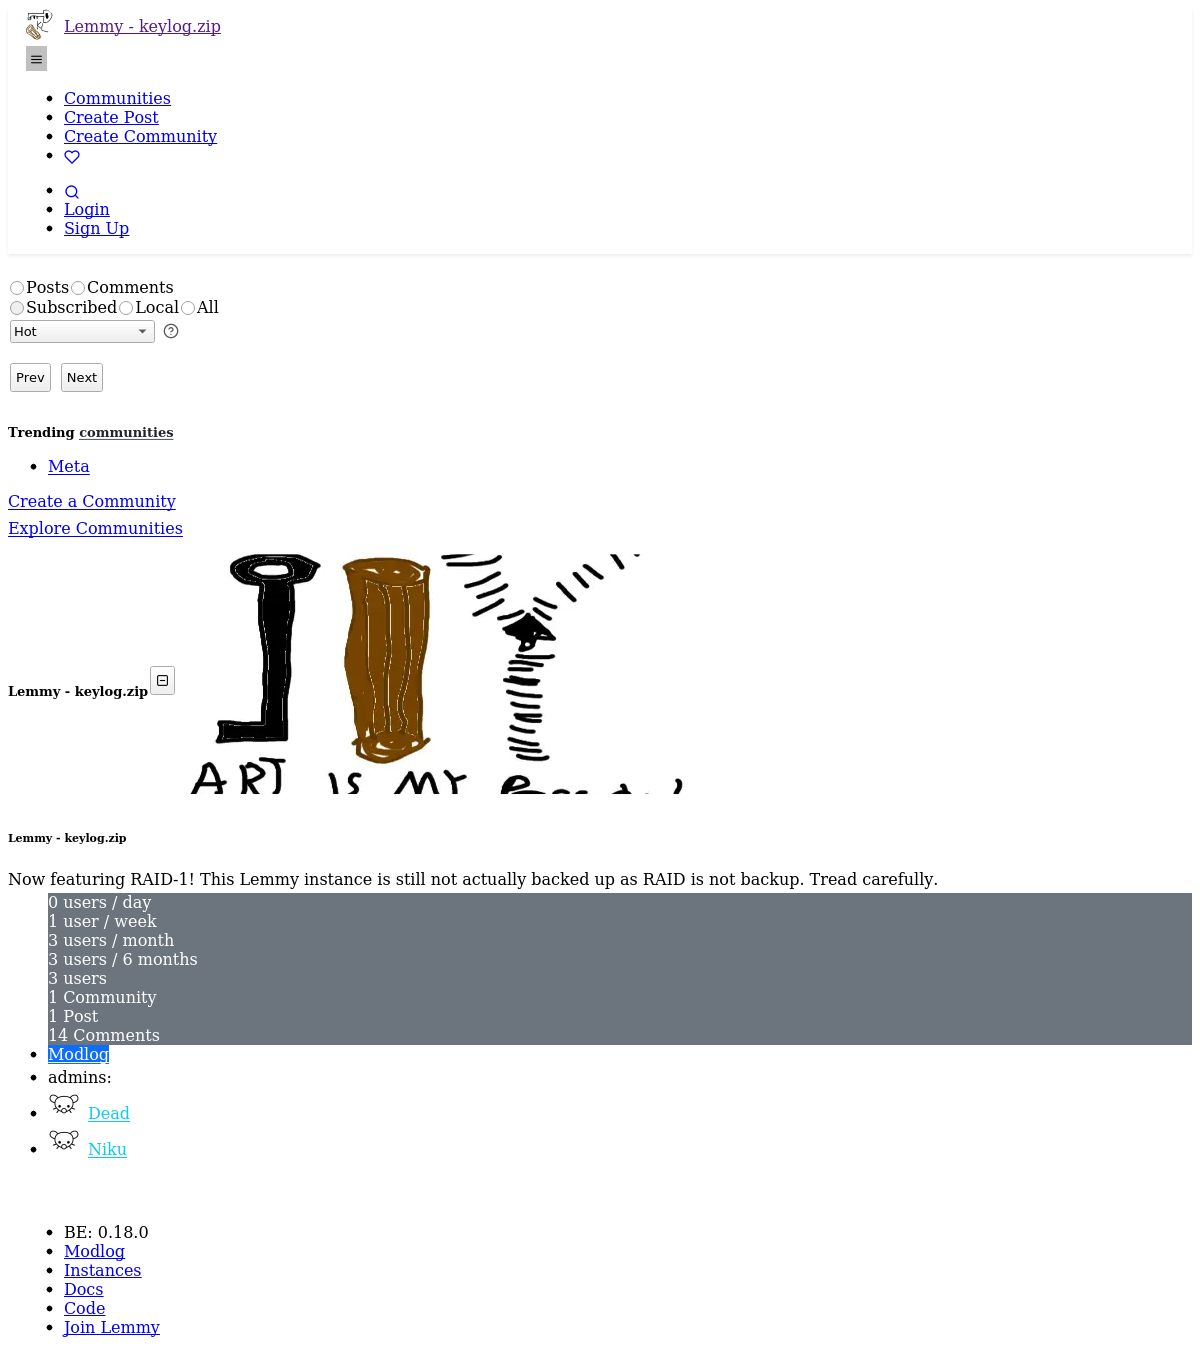 Lemmy - keylog.zip
Communities
Create Post
Create Community
Login
Sign Up
Posts Comments
Subscribed Local All
Hot
Prev Next
Trending communities
Meta
Create a Community
Explore Communities
Lemmy - keylog.zip
ART IS MY
Lemmy - keylog.zip
Now featuring RAID-1! This Lemmy instance is still not actually backed up as RAID is not backup. Tread carefully.
0 users / day
1 user / week
3 users / month
3 users / 6 months
3 users
1 Community
1 Post
14 Comments
Modlog
admins:
Dead
Niku
BE: 0.18.0
Modlog
Instances
Docs
Code
Join Lemmy